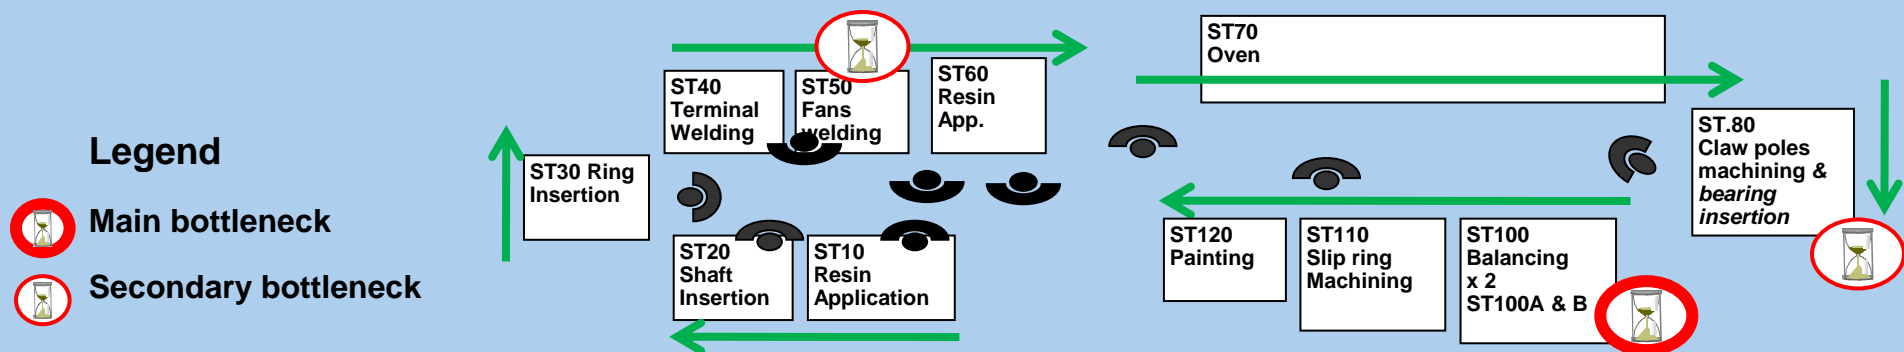 Legend
Main bottleneck
Secondary bottleneck
ST30 Ring
Insertion
ST40
Terminal
Welding
ST50
Fans
welding
ST60
Resin
App.
ST20
Shaft
Insertion
ST10
Resin
Application
ST70
Oven
ST.80
Claw poles
machining &
bearing
insertion
ST120
Painting
ST110
Slip ring
Machining
ST100
Balancing
x 2
ST100A & B